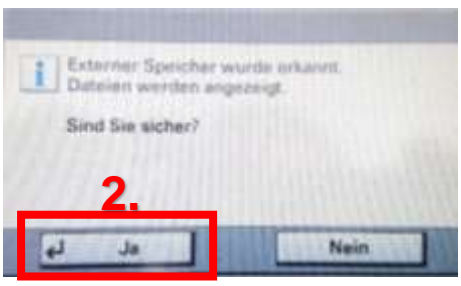 Externer Speicher wurde erkannt.
Dateien werden angezeigt.
Sind Sie sicher?
2.
Ja
Nein